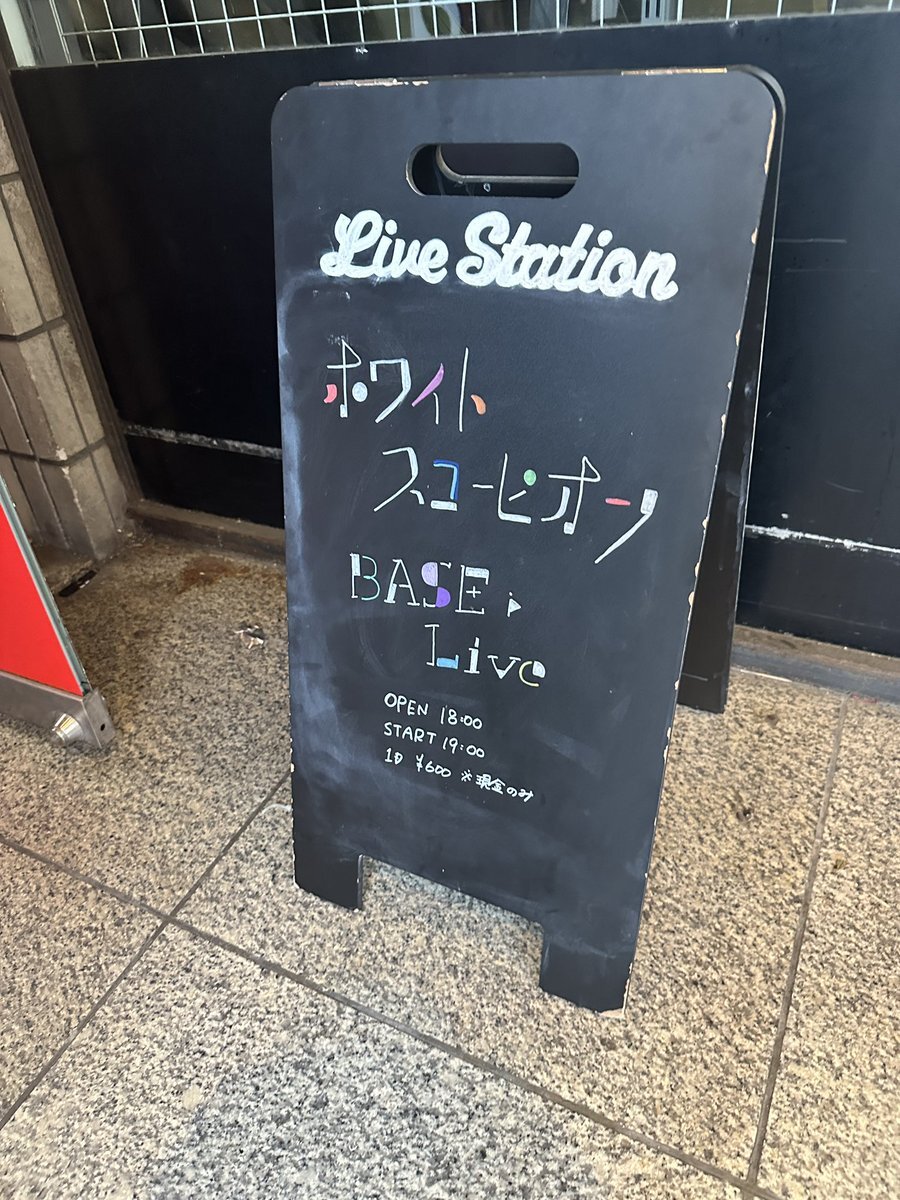 Live Station
ホワイト
スコーピオーン
BASE
Live
OPEN 18:00
START 19:00
1D ¥600 ※現金のみ